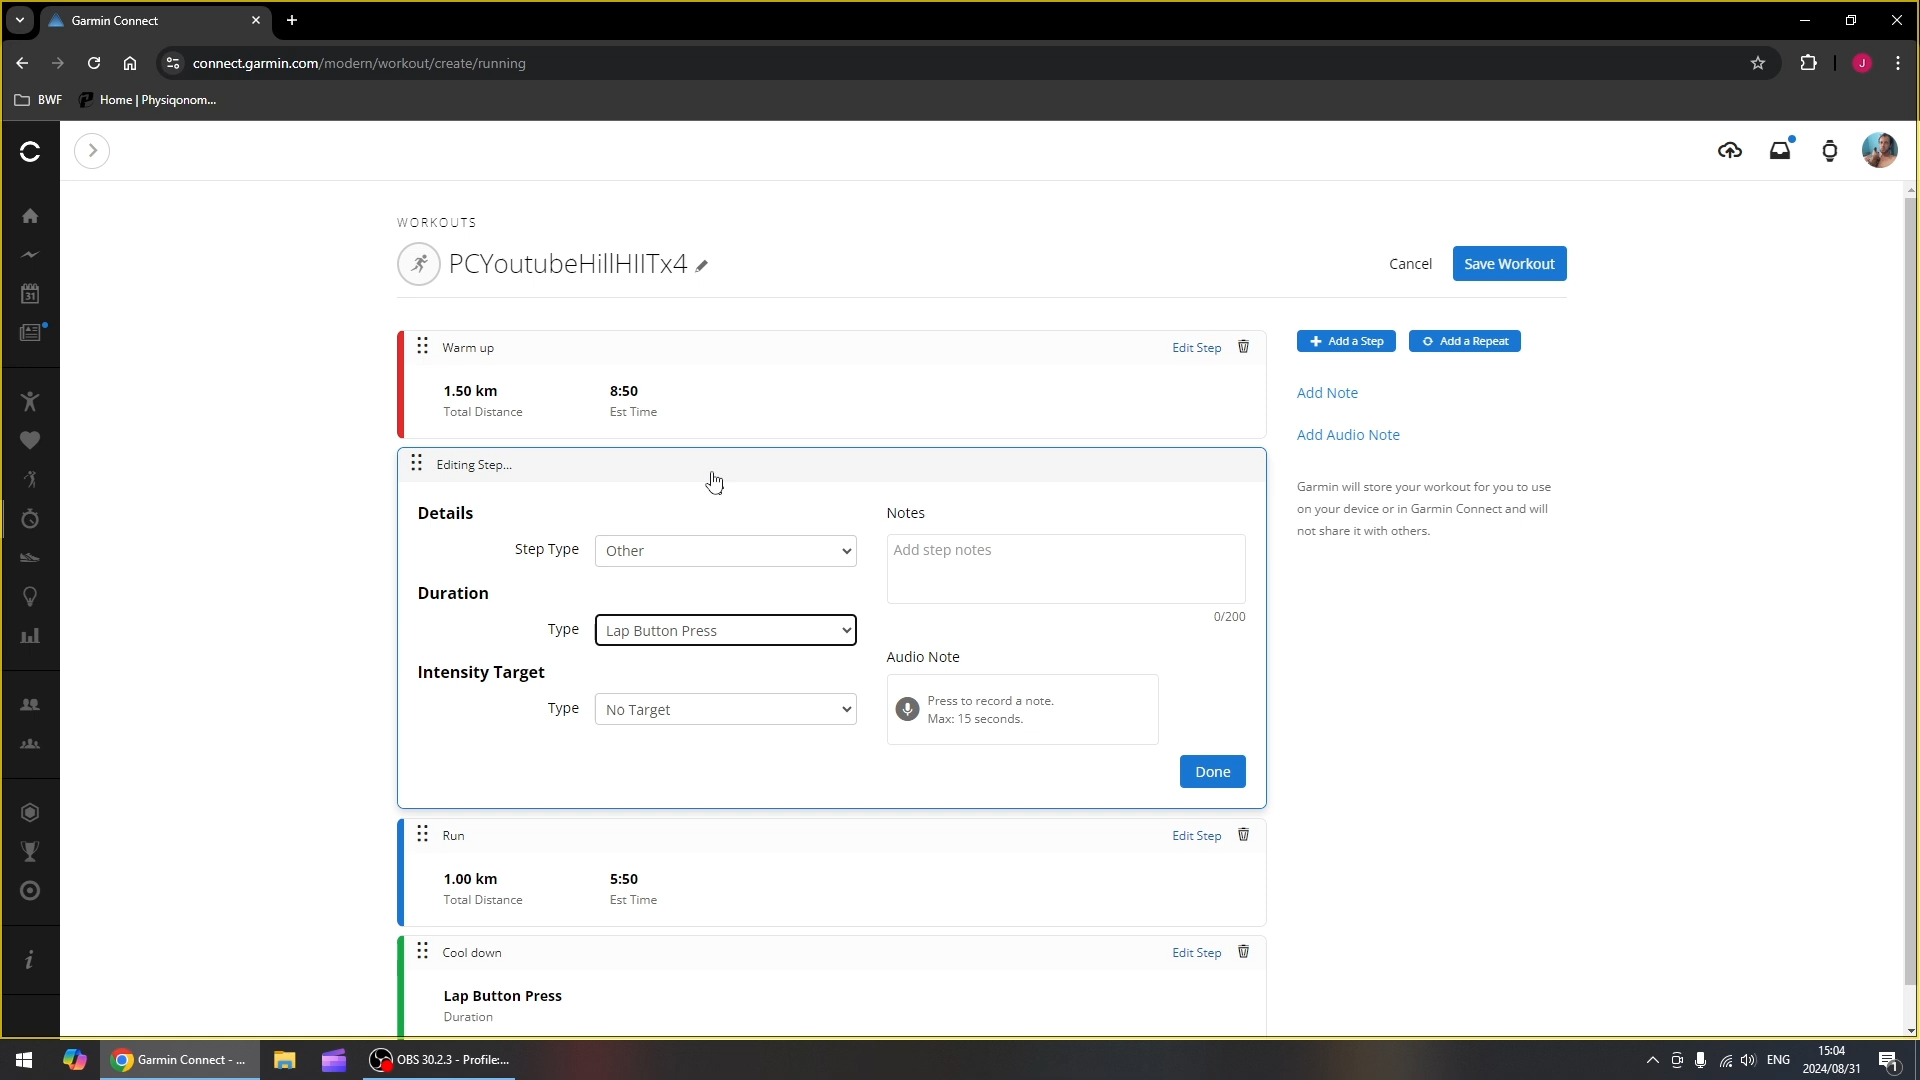 Garmin Connect
connect.garmin.com/modern/workout/create/running
BWF
Home | Physiqonom...
J
31
WORKOUTS
PCYoutubeHillHIITx4
Cancel
Save Workout
Warm up
Edit Step
1.50 km
8:50
Total Distance
Est Time
Add a Step
Add a Repeat
Add Note
Add Audio Note
Garmin will store your workout for you to use
on your device or in Garmin Connect and will
not share it with others.
Editing Step...
Details
Step Type
Other
Duration
Type
Lap Button Press
Intensity Target
Type
No Target
Notes
Add step notes
0/200
Audio Note
Press to record a note.
Max: 15 seconds.
Done
Run
Edit Step
1.00 km
5:50
Total Distance
Est Time
Cool down
Edit Step
Lap Button Press
Duration
Garmin Connect - ...
OBS 30.2.3 - Profile:...
ENG
15:04
2024/08/31
1